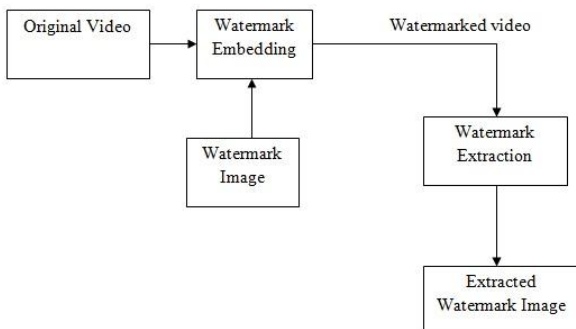 Original Video
Watermark
Embedding
Watermarked video
Watermark
Image
Watermark
Extraction
Extracted
Watermark Image